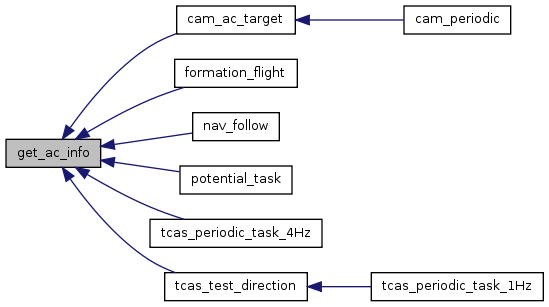 cam_ac_target
cam_periodic
formation_flight
nav_follow
get_ac_info
potential_task
tcas_periodic_task_4Hz
tcas_test_direction
tcas_periodic_task_1Hz